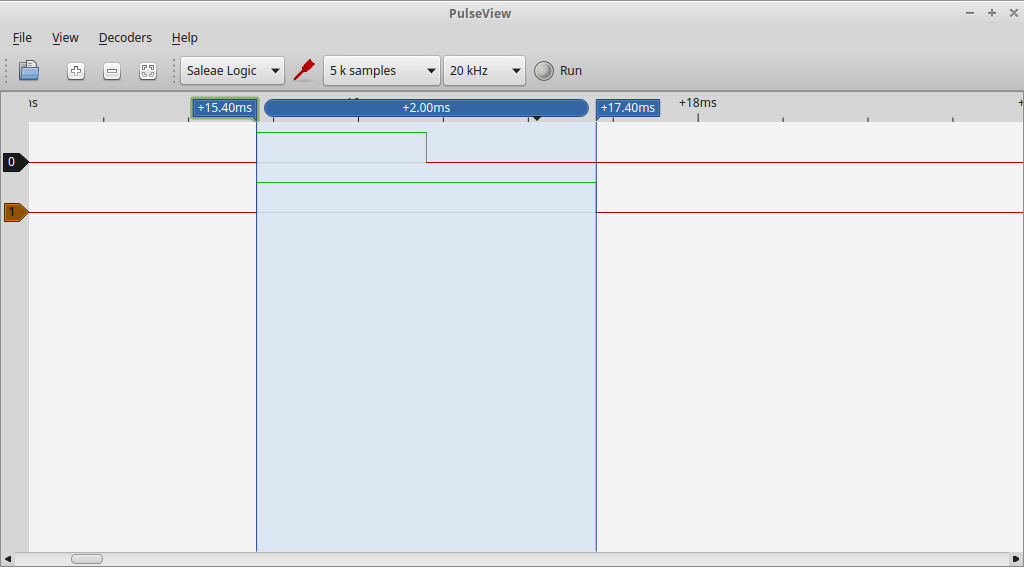 PulseView
File View Decoders Help
Saleae Logic 5 k samples 20 kHz Run
+15.40ms +2.00ms +17.40ms +18ms
0
1